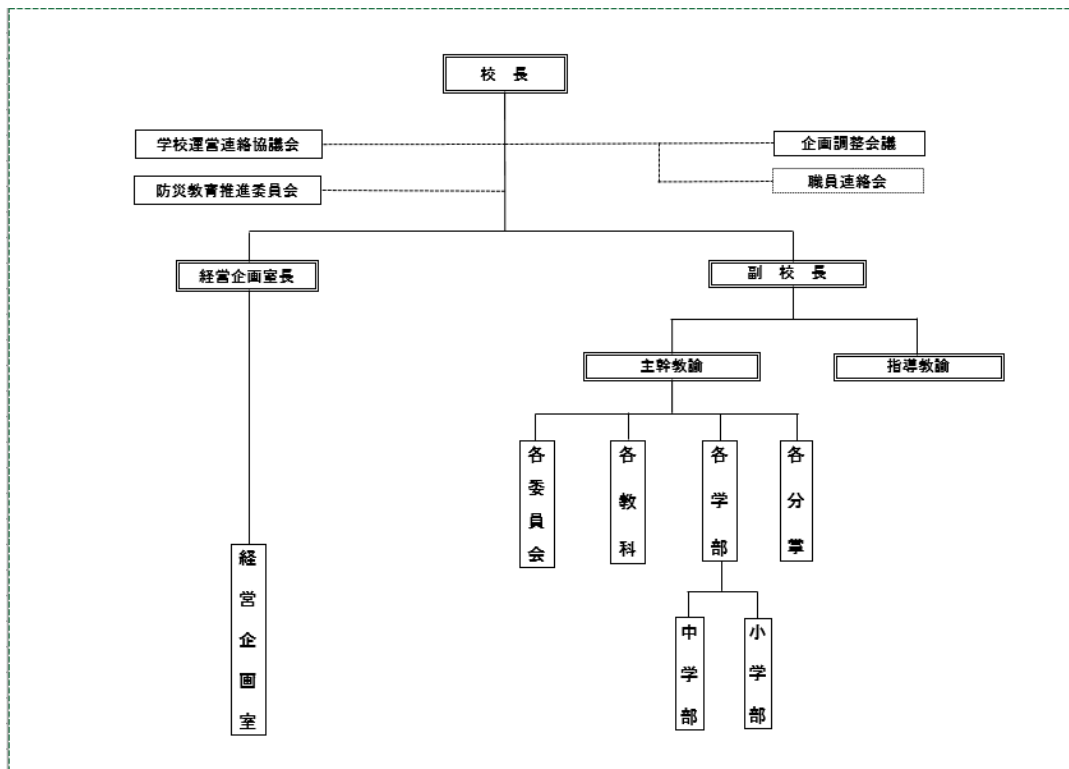 校　長
学校運営連絡協議会
企画調整会議
防災教育推進委員会
職員連絡会
経営企画室長
副　校　長
主幹教諭
指導教諭
各委員会
各教科
各学部
各分掌
経営企画室
中学部
小学部